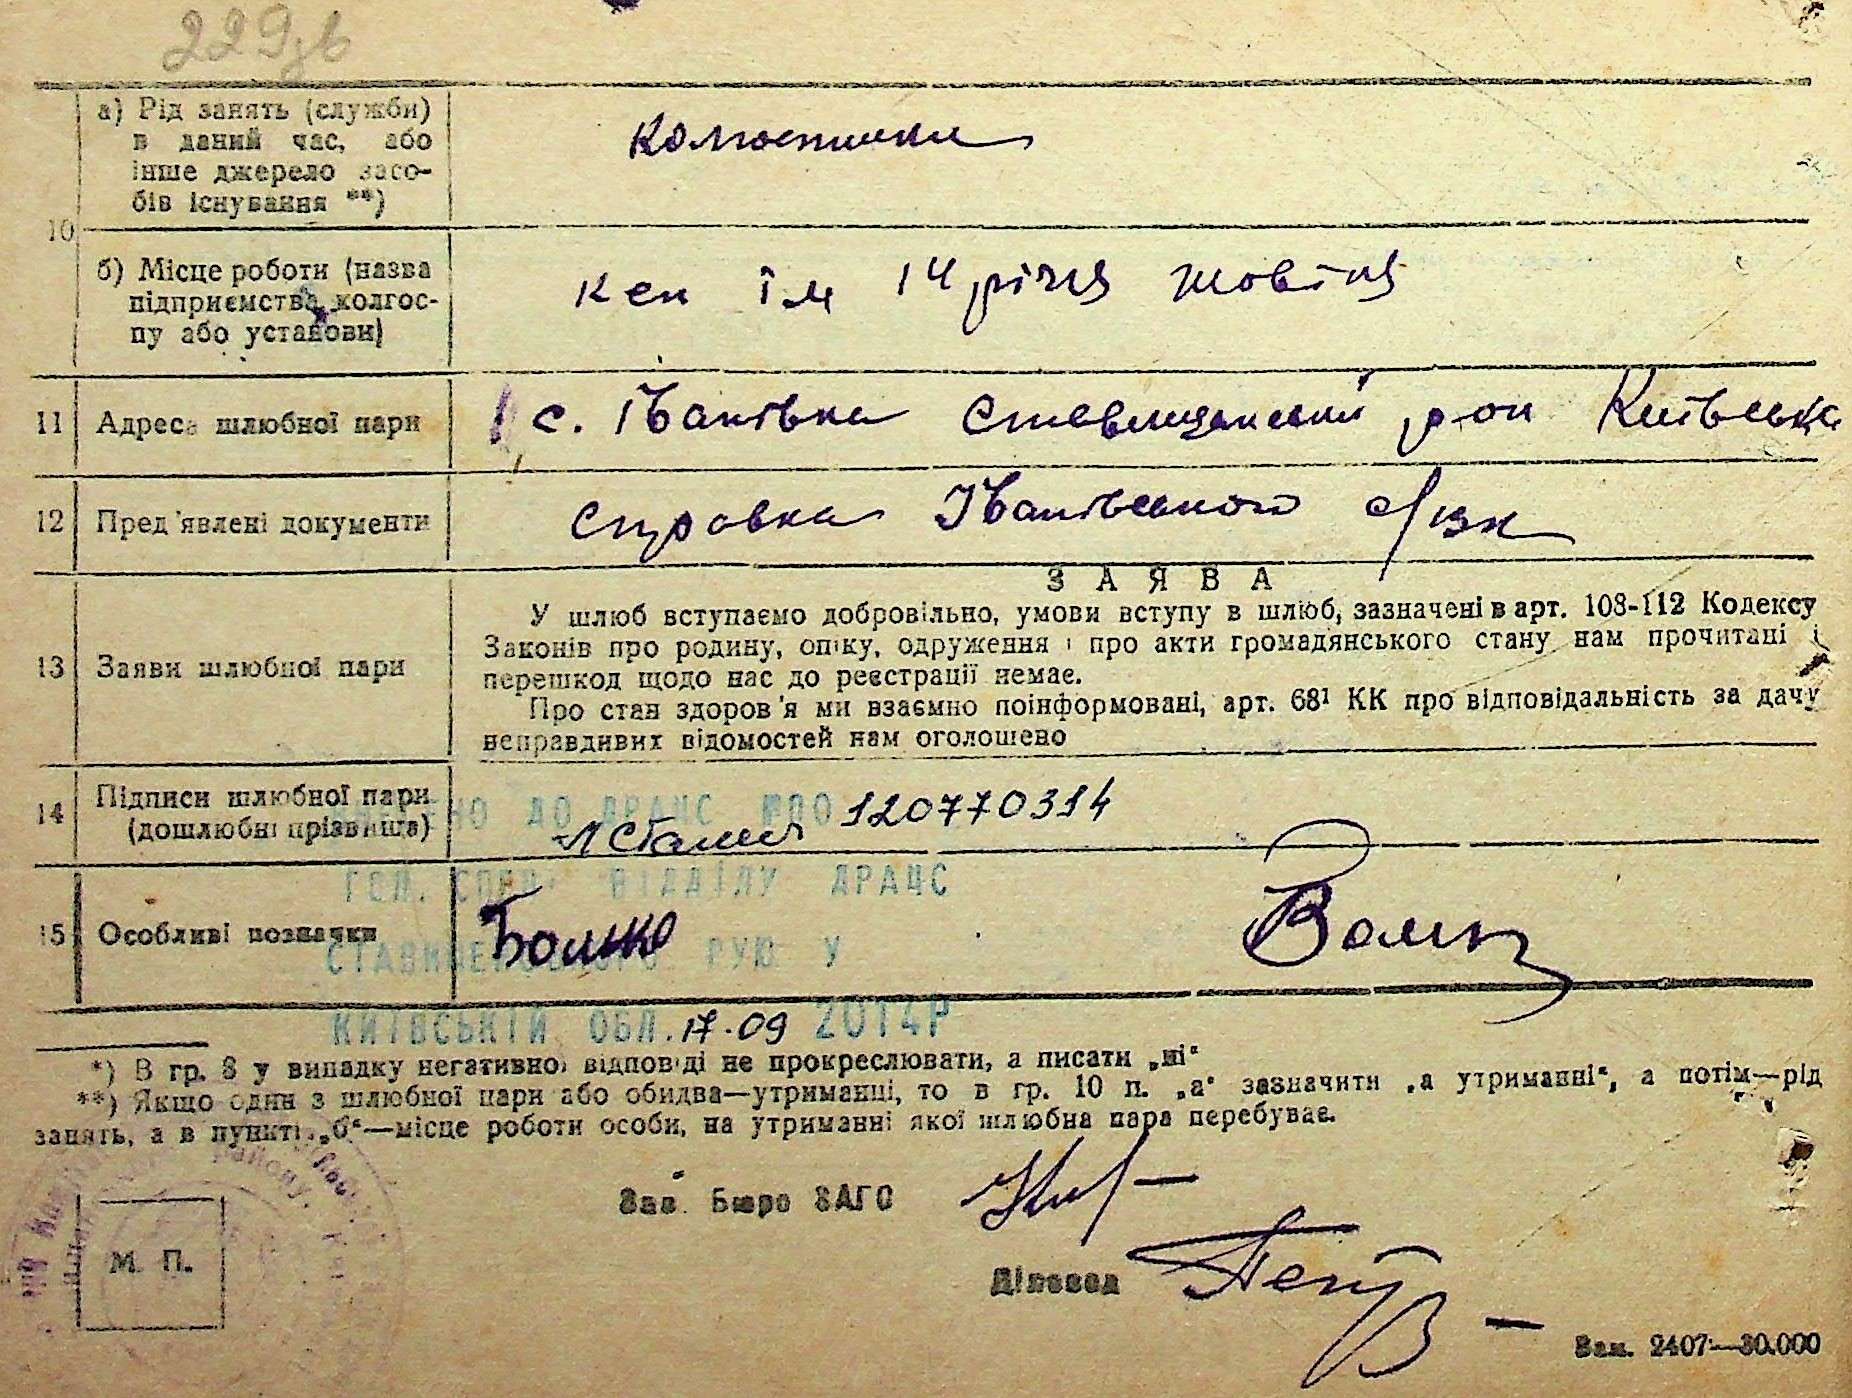 229зв
а) Рід занять (служби)
в даний час, або
інше джерело засо-
бів існування **)
10
б) Місце роботи (назва
підприємства, колгос-
пу або установи)
ім 14 річчя жовтня
11 Адреса шлюбної пари с. Іванівка Ставищанський р-он Київська
12 Пред'явлені документи справка Іванівського
13 Заяви шлюбної пари
ЗАЯВА
У шлюб вступаємо добровільно, умови вступу в шлюб, зазначені в арт. 108-112 Кодексу
Законів про родину, опіку, одруження і про акти громадянського стану нам прочитані і
перешкод щодо нас до реєстрації немає.
Про стан здоров'я ми взаємно поінформовані, арт. 68¹ КК про відповідальність за дачу
неправдивих відомостей нам оголошено
14 Підписи шлюбної пари
(дошлюбні прізвища)
ДО ДРАЦС №00 120770314
ГОЛ. СПЕЦ. ВІДДІЛУ ДРАЦС
15 Особливі позначки
РУЮ У
КИЇВСЬКІЙ ОБЛ. 17.09 2014Р
*) В гр. 8 у випадку негативної відповіді не прокреслювати, а писати „ні“
**) Якщо один з шлюбної пари або обидва—утриманці, то в гр. 10 п. „а“ зазначити „а утриманні“, а потім—рід
занять, а в пункті „б“—місце роботи особи, на утриманні якої шлюбна пара перебуває.
Зав. Бюро ЗАГС
М. П.
Діловод
Зам. 2407—30.000